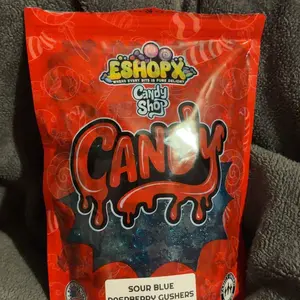 ESHOPX
WHERE EVERY BITE IS PURE DELIGHT
Candy
Shop
CANDY
SOUR BLUE
RASPBERRY GUSHERS